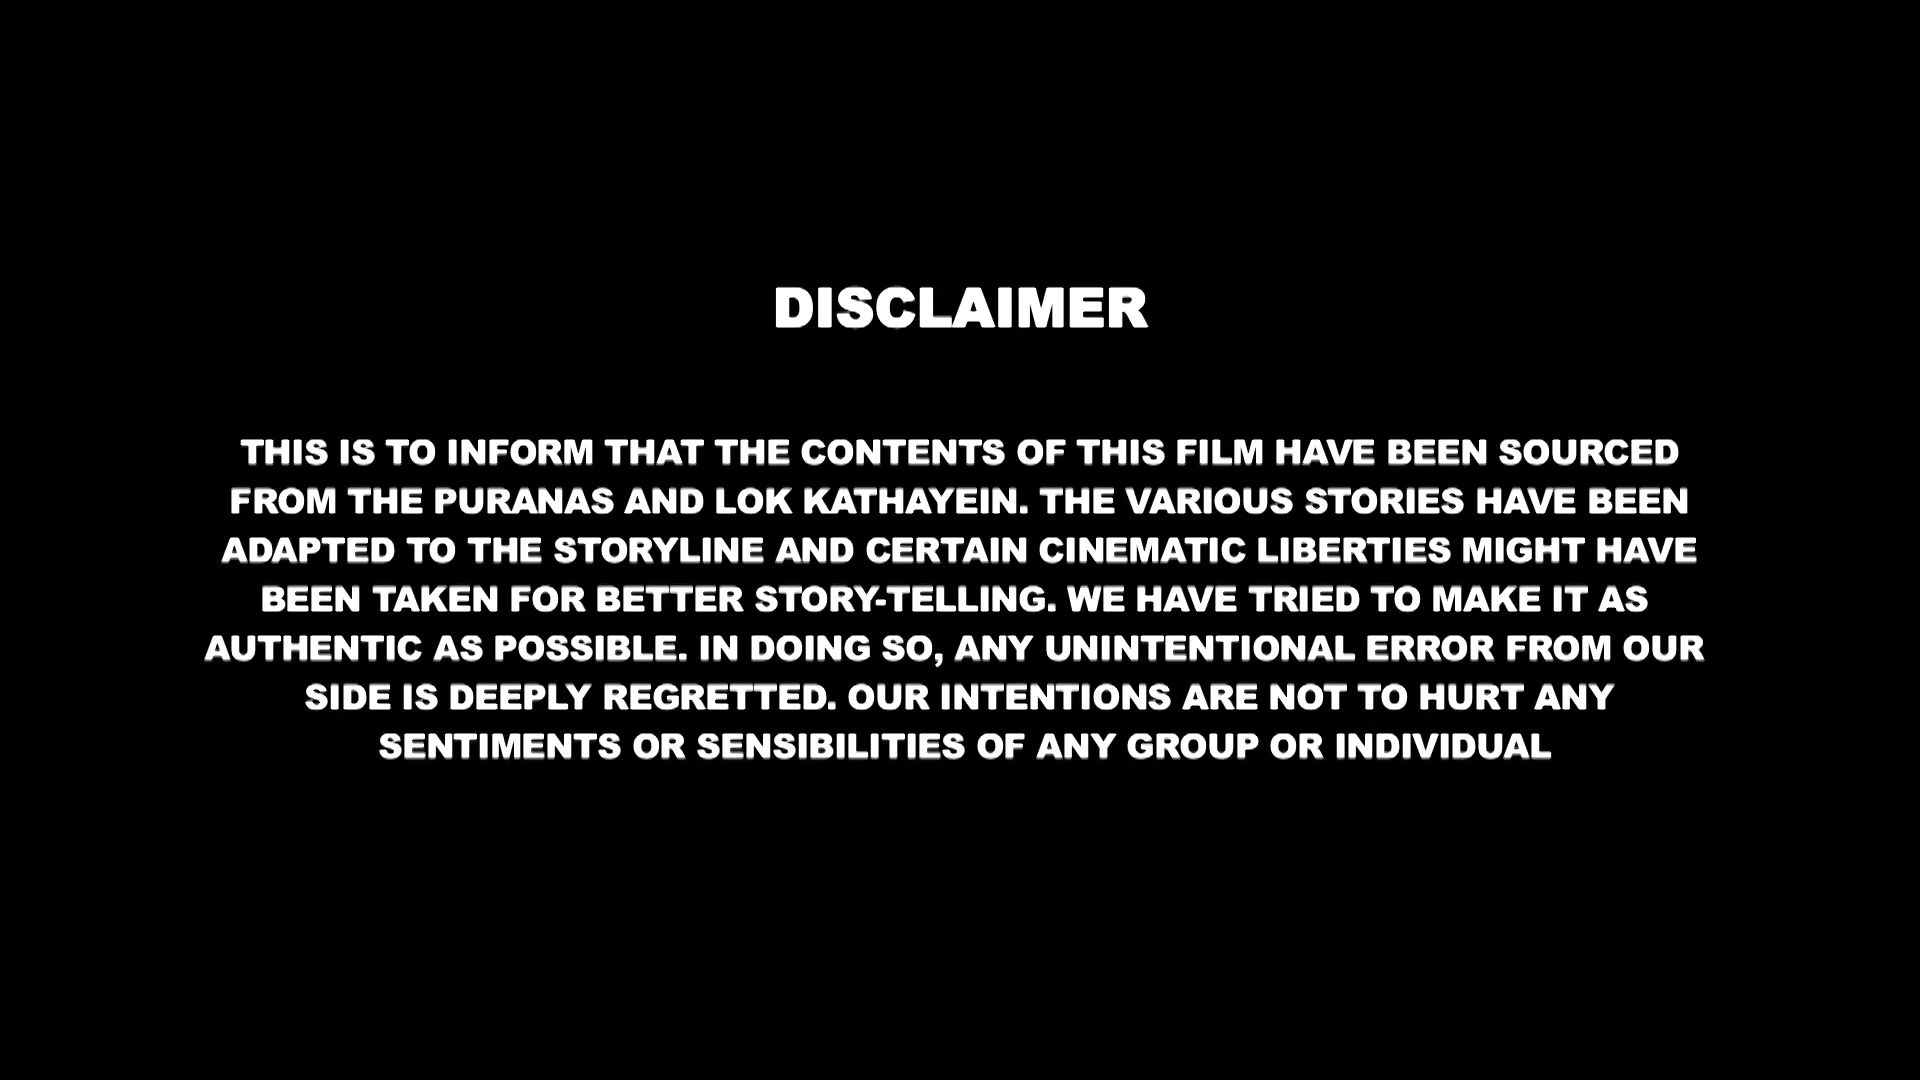 DISCLAIMER
THIS IS TO INFORM THAT THE CONTENTS OF THIS FILM HAVE BEEN SOURCED
FROM THE PURANAS AND LOK KATHAYEIN. THE VARIOUS STORIES HAVE BEEN
ADAPTED TO THE STORYLINE AND CERTAIN CINEMATIC LIBERTIES MIGHT HAVE
BEEN TAKEN FOR BETTER STORY-TELLING. WE HAVE TRIED TO MAKE IT AS
AUTHENTIC AS POSSIBLE. IN DOING SO, ANY UNINTENTIONAL ERROR FROM OUR
SIDE IS DEEPLY REGRETTED. OUR INTENTIONS ARE NOT TO HURT ANY
SENTIMENTS OR SENSIBILITIES OF ANY GROUP OR INDIVIDUAL